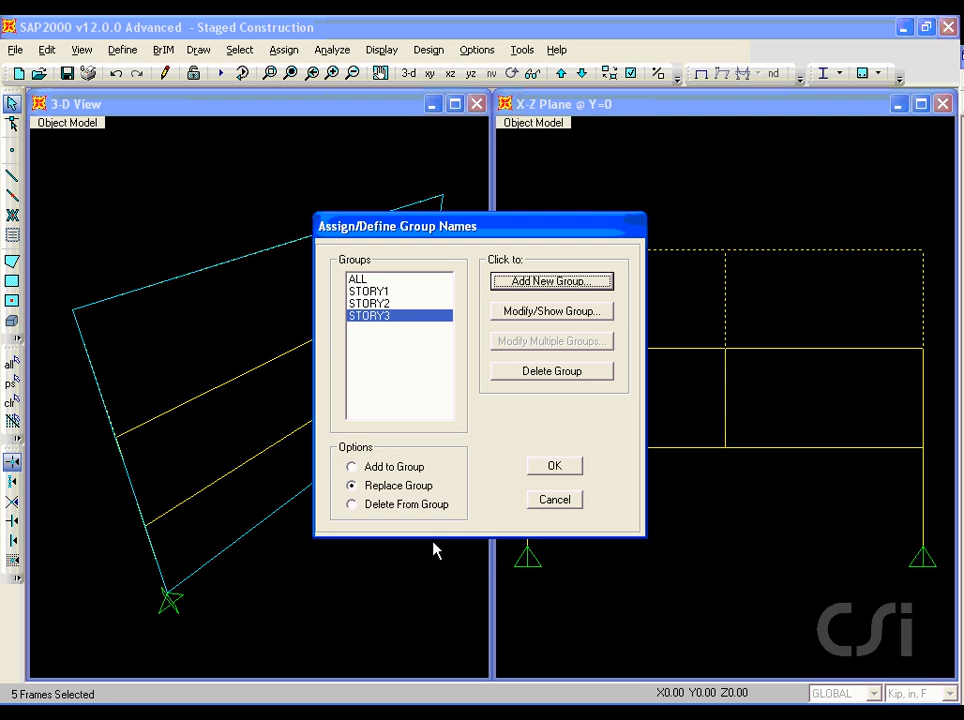 SAP2000 v12.0.0 Advanced - Staged Construction
File Edit View Define BrIM Draw Select Assign Analyze Display Design Options Tools Help
3-d xy xz yz nv nd
3-D View
X-Z Plane @ Y=0
Object Model
Object Model
Assign/Define Group Names
Groups
ALL
STORY1
STORY2
STORY3
Click to:
Add New Group...
Modify/Show Group...
Modify Multiple Groups...
Delete Group
Options
Add to Group
Replace Group
Delete From Group
OK
Cancel
all
ps
clr
CSi
5 Frames Selected
X0.00 Y0.00 Z0.00
GLOBAL
Kip, in, F